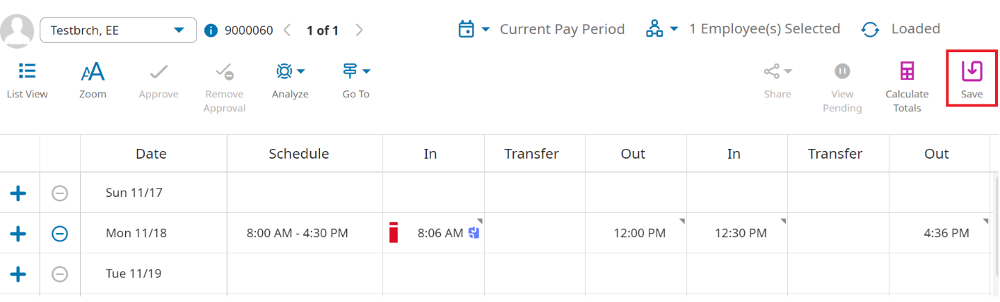 Testbrch, EE 9000060 1 of 1 Current Pay Period 1 Employee(s) Selected Loaded
List View Zoom Approve Remove Approval Analyze Go To Share View Pending Calculate Totals Save
Date Schedule In Transfer Out In Transfer Out
Sun 11/17
Mon 11/18 8:00 AM - 4:30 PM 8:06 AM 12:00 PM 12:30 PM 4:36 PM
Tue 11/19